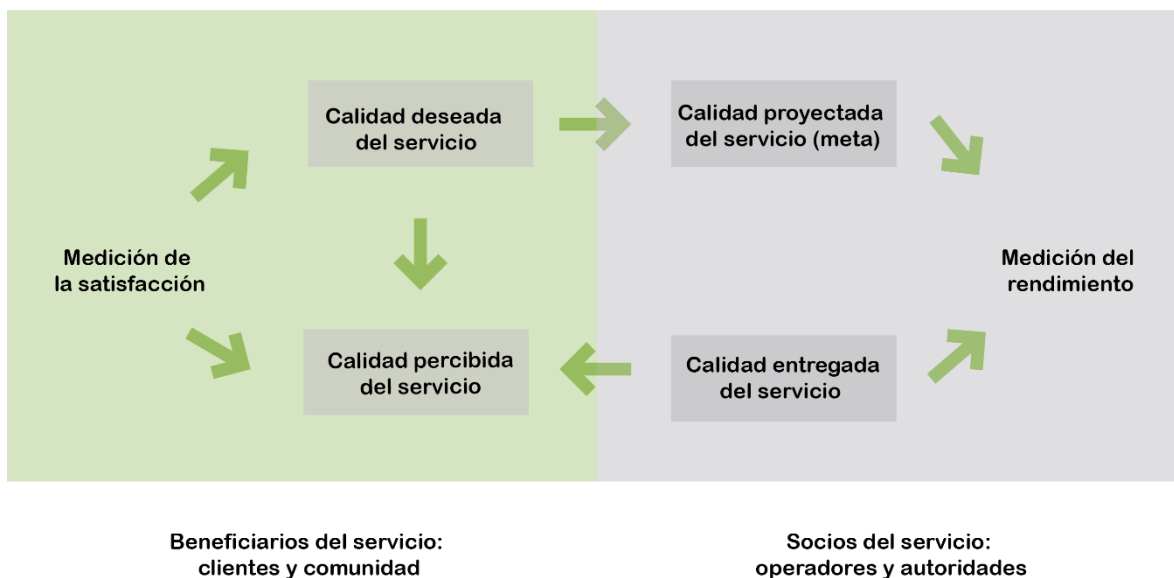 Calidad deseada
del servicio
Calidad proyectada
del servicio (meta)
Medición de
la satisfacción
Medición del
rendimiento
Calidad percibida
del servicio
Calidad entregada
del servicio
Beneficiarios del servicio:
clientes y comunidad
Socios del servicio:
operadores y autoridades